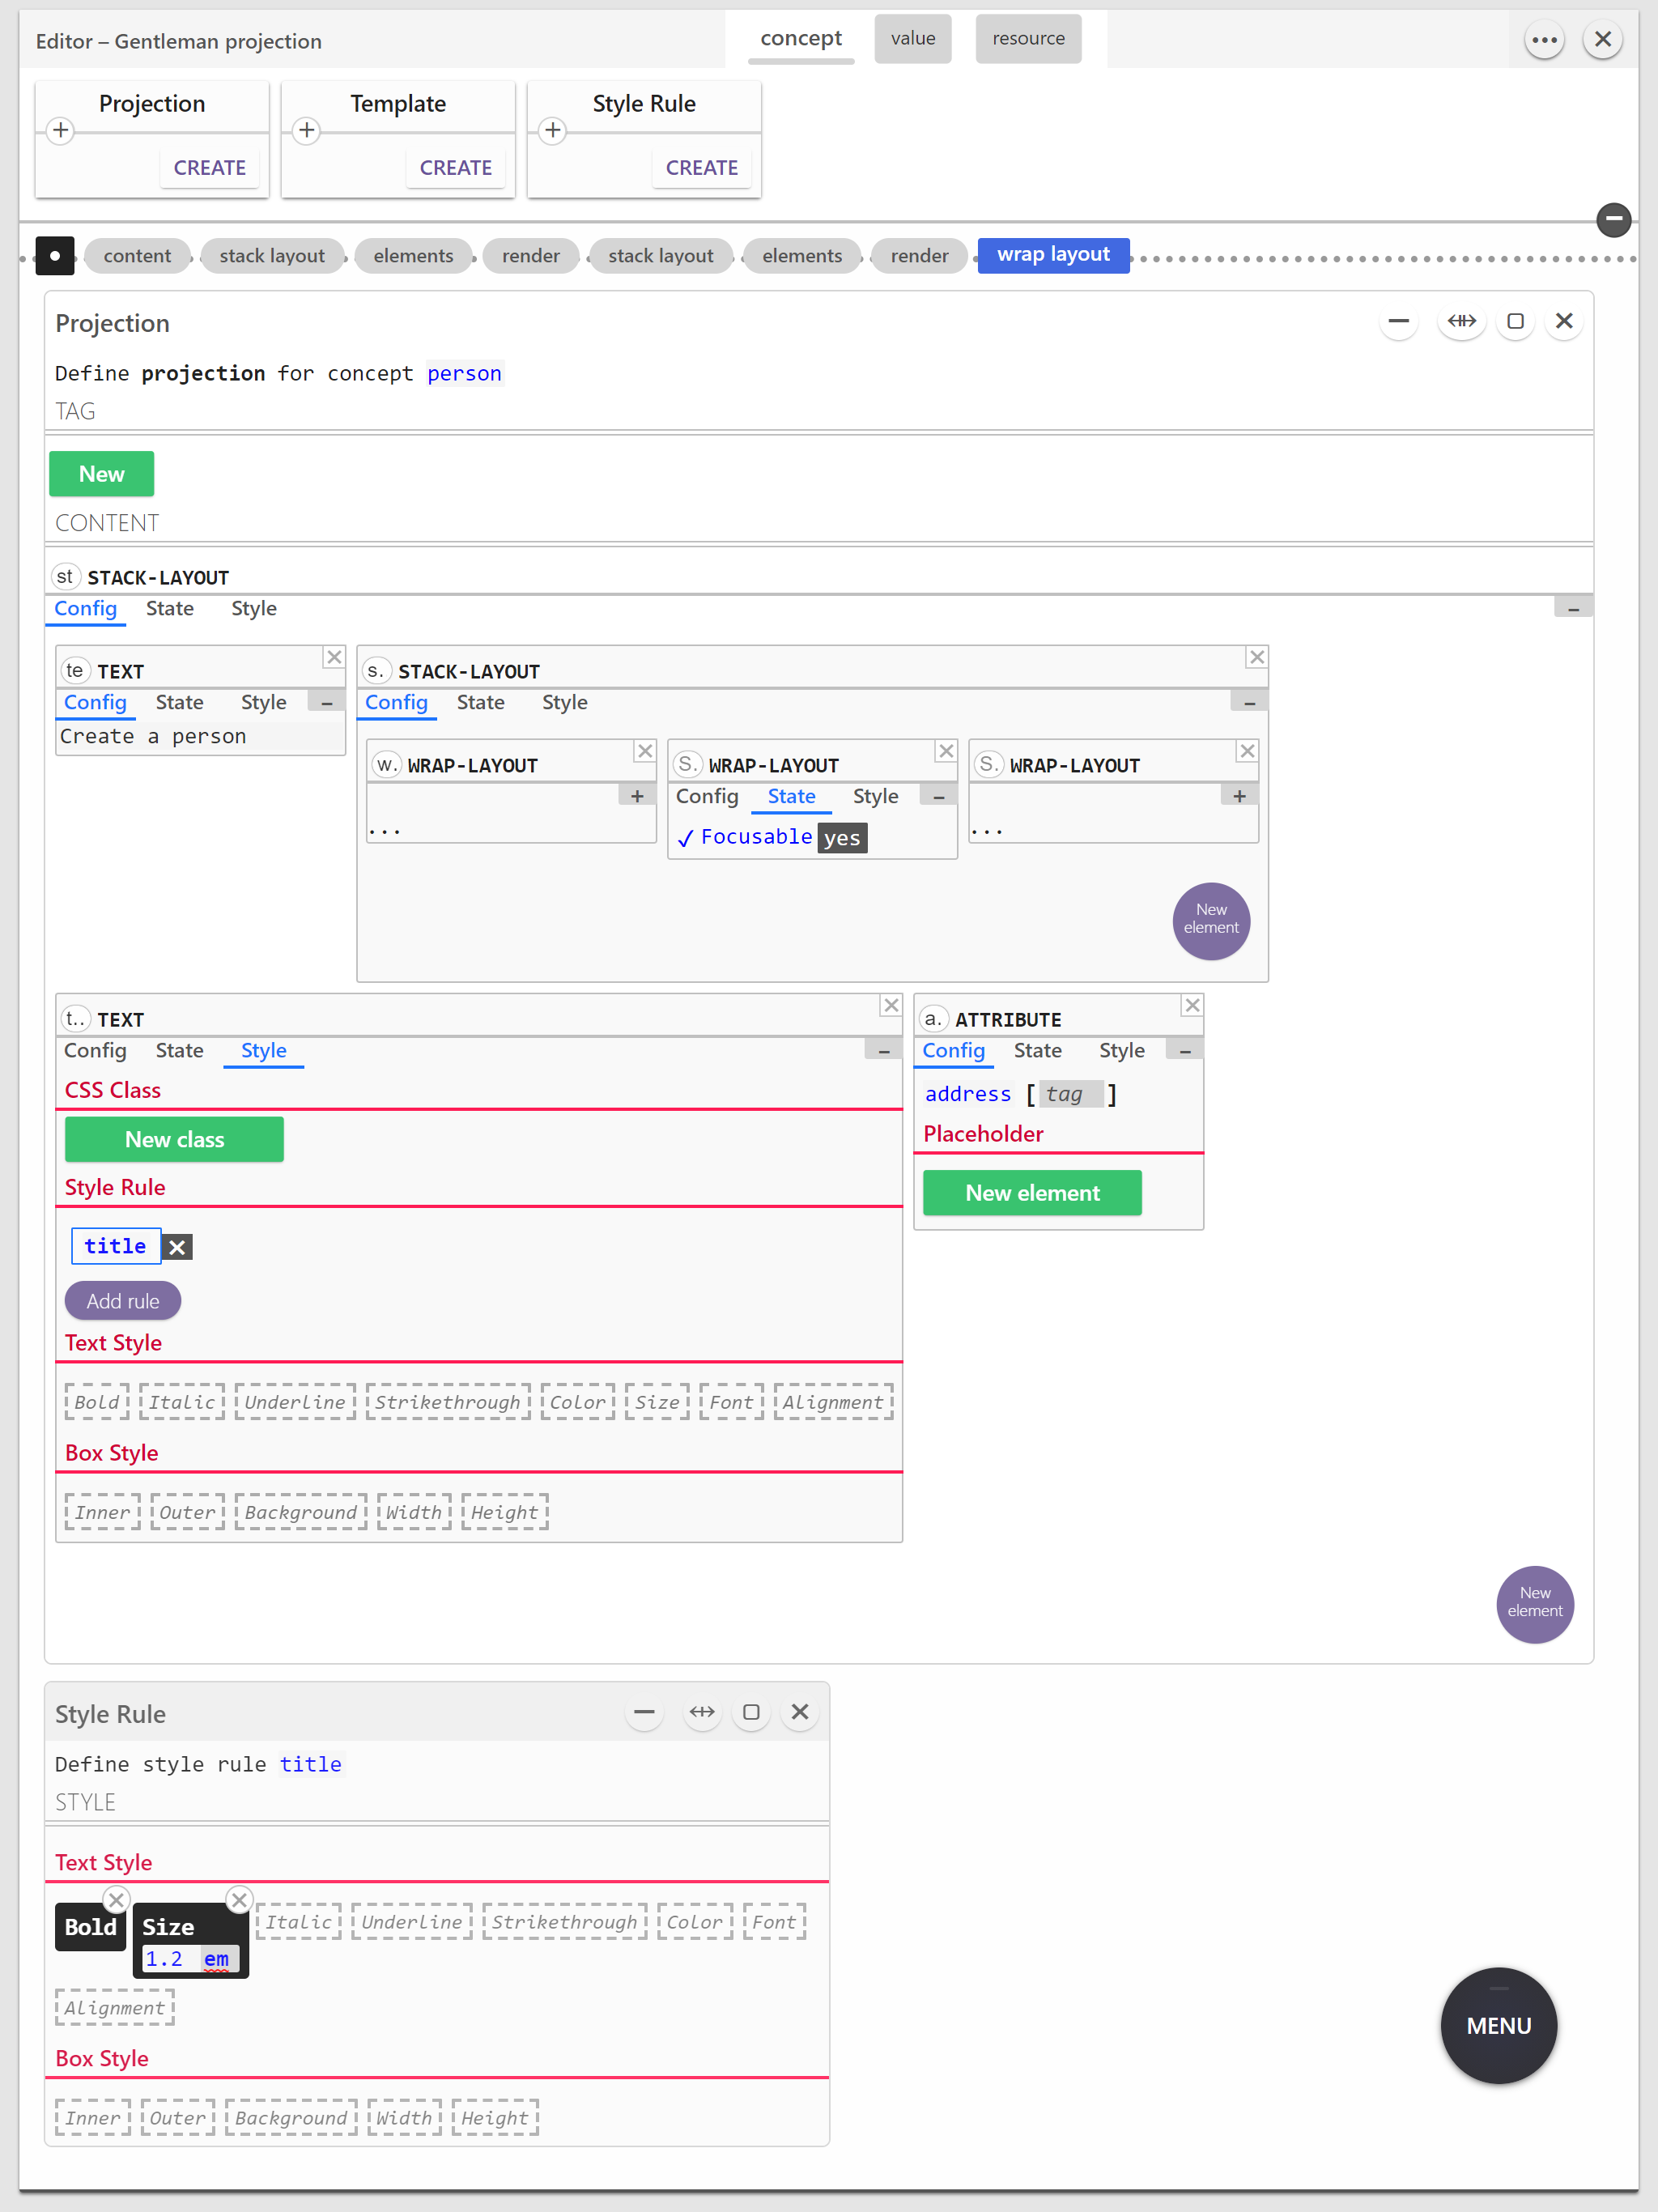 Editor – Gentleman projection
concept value resource
Projection Template Style Rule
CREATE CREATE CREATE
content stack layout elements render stack layout elements render wrap layout
Projection
Define projection for concept person
TAG
New
CONTENT
st STACK-LAYOUT
Config State Style
te TEXT
Config State Style
Create a person
s. STACK-LAYOUT
Config State Style
w. WRAP-LAYOUT
...
S. WRAP-LAYOUT
Config State Style
✓ Focusable yes
S. WRAP-LAYOUT
...
New
element
t.. TEXT
Config State Style
CSS Class
New class
Style Rule
title
Add rule
Text Style
Bold Italic Underline Strikethrough Color Size Font Alignment
Box Style
Inner Outer Background Width Height
a. ATTRIBUTE
Config State Style
address [ tag ]
Placeholder
New element
New
element
Style Rule
Define style rule title
STYLE
Text Style
Bold Size Italic Underline Strikethrough Color Font
1.2 em
Alignment
Box Style
Inner Outer Background Width Height
MENU